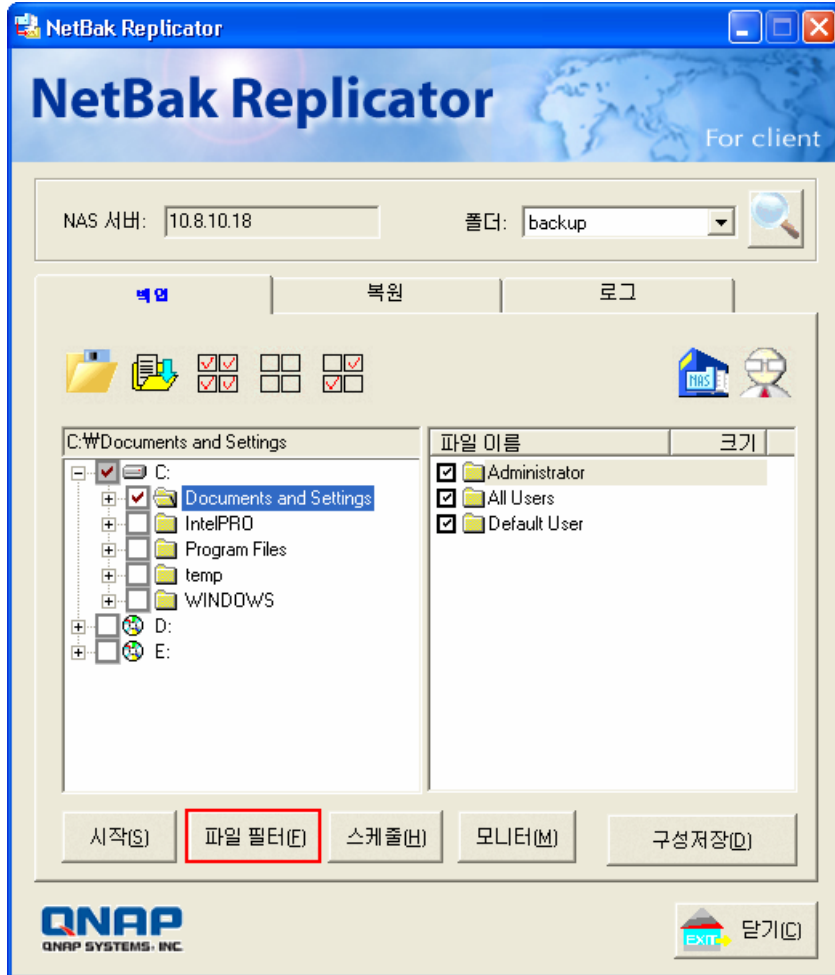 NetBak Replicator
NetBak Replicator
For client
NAS 서버: 10.8.10.18 폴더: backup
백업 복원 로그
NAS
C:₩Documents and Settings
파일 이름 크기
C:
Documents and Settings
IntelPRO
Program Files
temp
WINDOWS
D:
E:
Administrator
All Users
Default User
시작(S) 파일 필터(F) 스케줄(H) 모니터(M) 구성저장(D)
QNAP
QNAP SYSTEMS, INC.
EXIT 닫기(C)